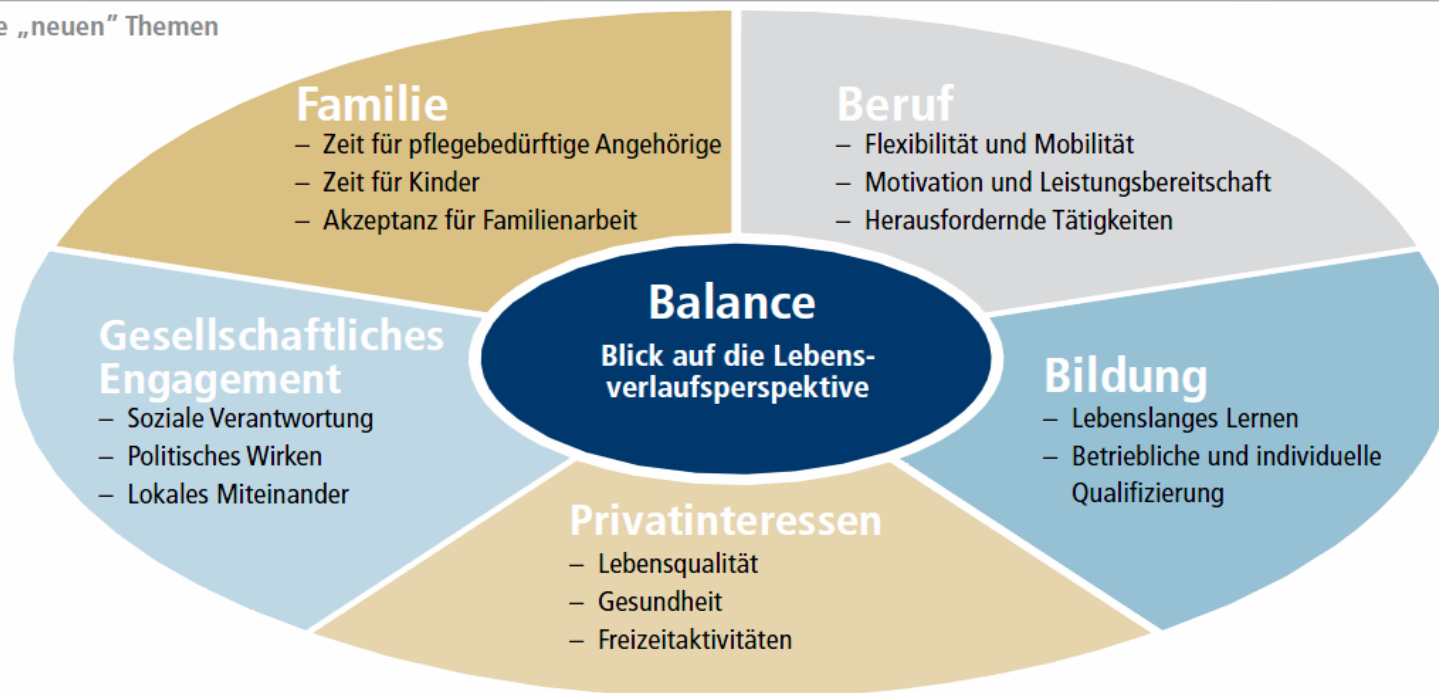 e „neuen” Themen
Familie
– Zeit für pflegebedürftige Angehörige
– Zeit für Kinder
– Akzeptanz für Familienarbeit
Beruf
– Flexibilität und Mobilität
– Motivation und Leistungsbereitschaft
– Herausfordernde Tätigkeiten
Balance
Blick auf die Lebens-
verlaufsperspektive
Gesellschaftliches
Engagement
– Soziale Verantwortung
– Politisches Wirken
– Lokales Miteinander
Bildung
– Lebenslanges Lernen
– Betriebliche und individuelle
Qualifizierung
Privatinteressen
– Lebensqualität
– Gesundheit
– Freizeitaktivitäten